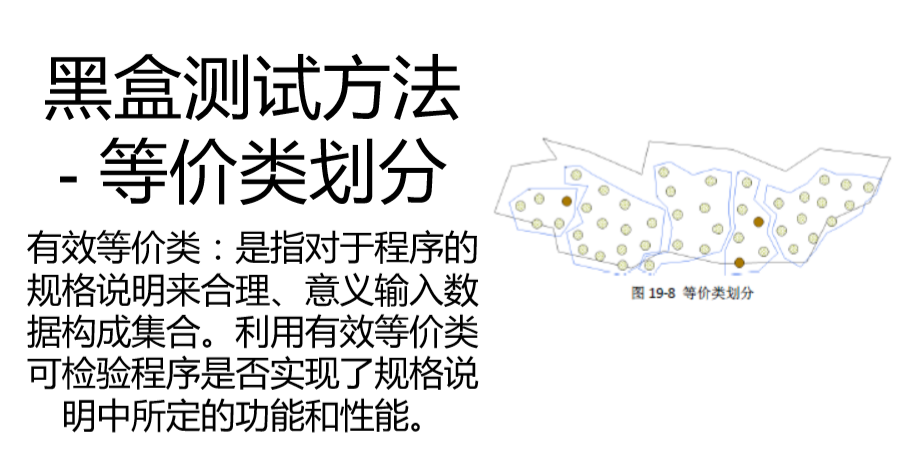 黑盒测试方法
- 等价类划分
有效等价类：是指对于程序的
规格说明来合理、意义输入数
据构成集合。利用有效等价类
可检验程序是否实现了规格说
明中所定的功能和性能。
图 19-8 等价类划分